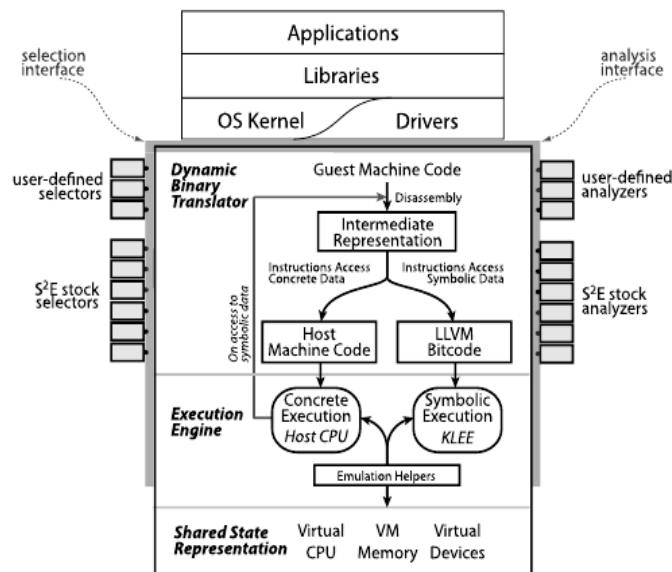 Applications
selection
interface
analysis
interface
Libraries
OS Kernel
Drivers
Dynamic
Binary
Translator
Guest Machine Code
user-defined
selectors
user-defined
analyzers
Disassembly
Intermediate
Representation
Instructions Access
Concrete Data
Instructions Access
Symbolic Data
S²E stock
selectors
S²E stock
analyzers
On access to
symbolic data
Host
Machine Code
LLVM
Bitcode
Execution
Engine
Concrete
Execution
Host CPU
Symbolic
Execution
KLEE
Emulation Helpers
Shared State
Representation
Virtual
CPU
VM
Memory
Virtual
Devices